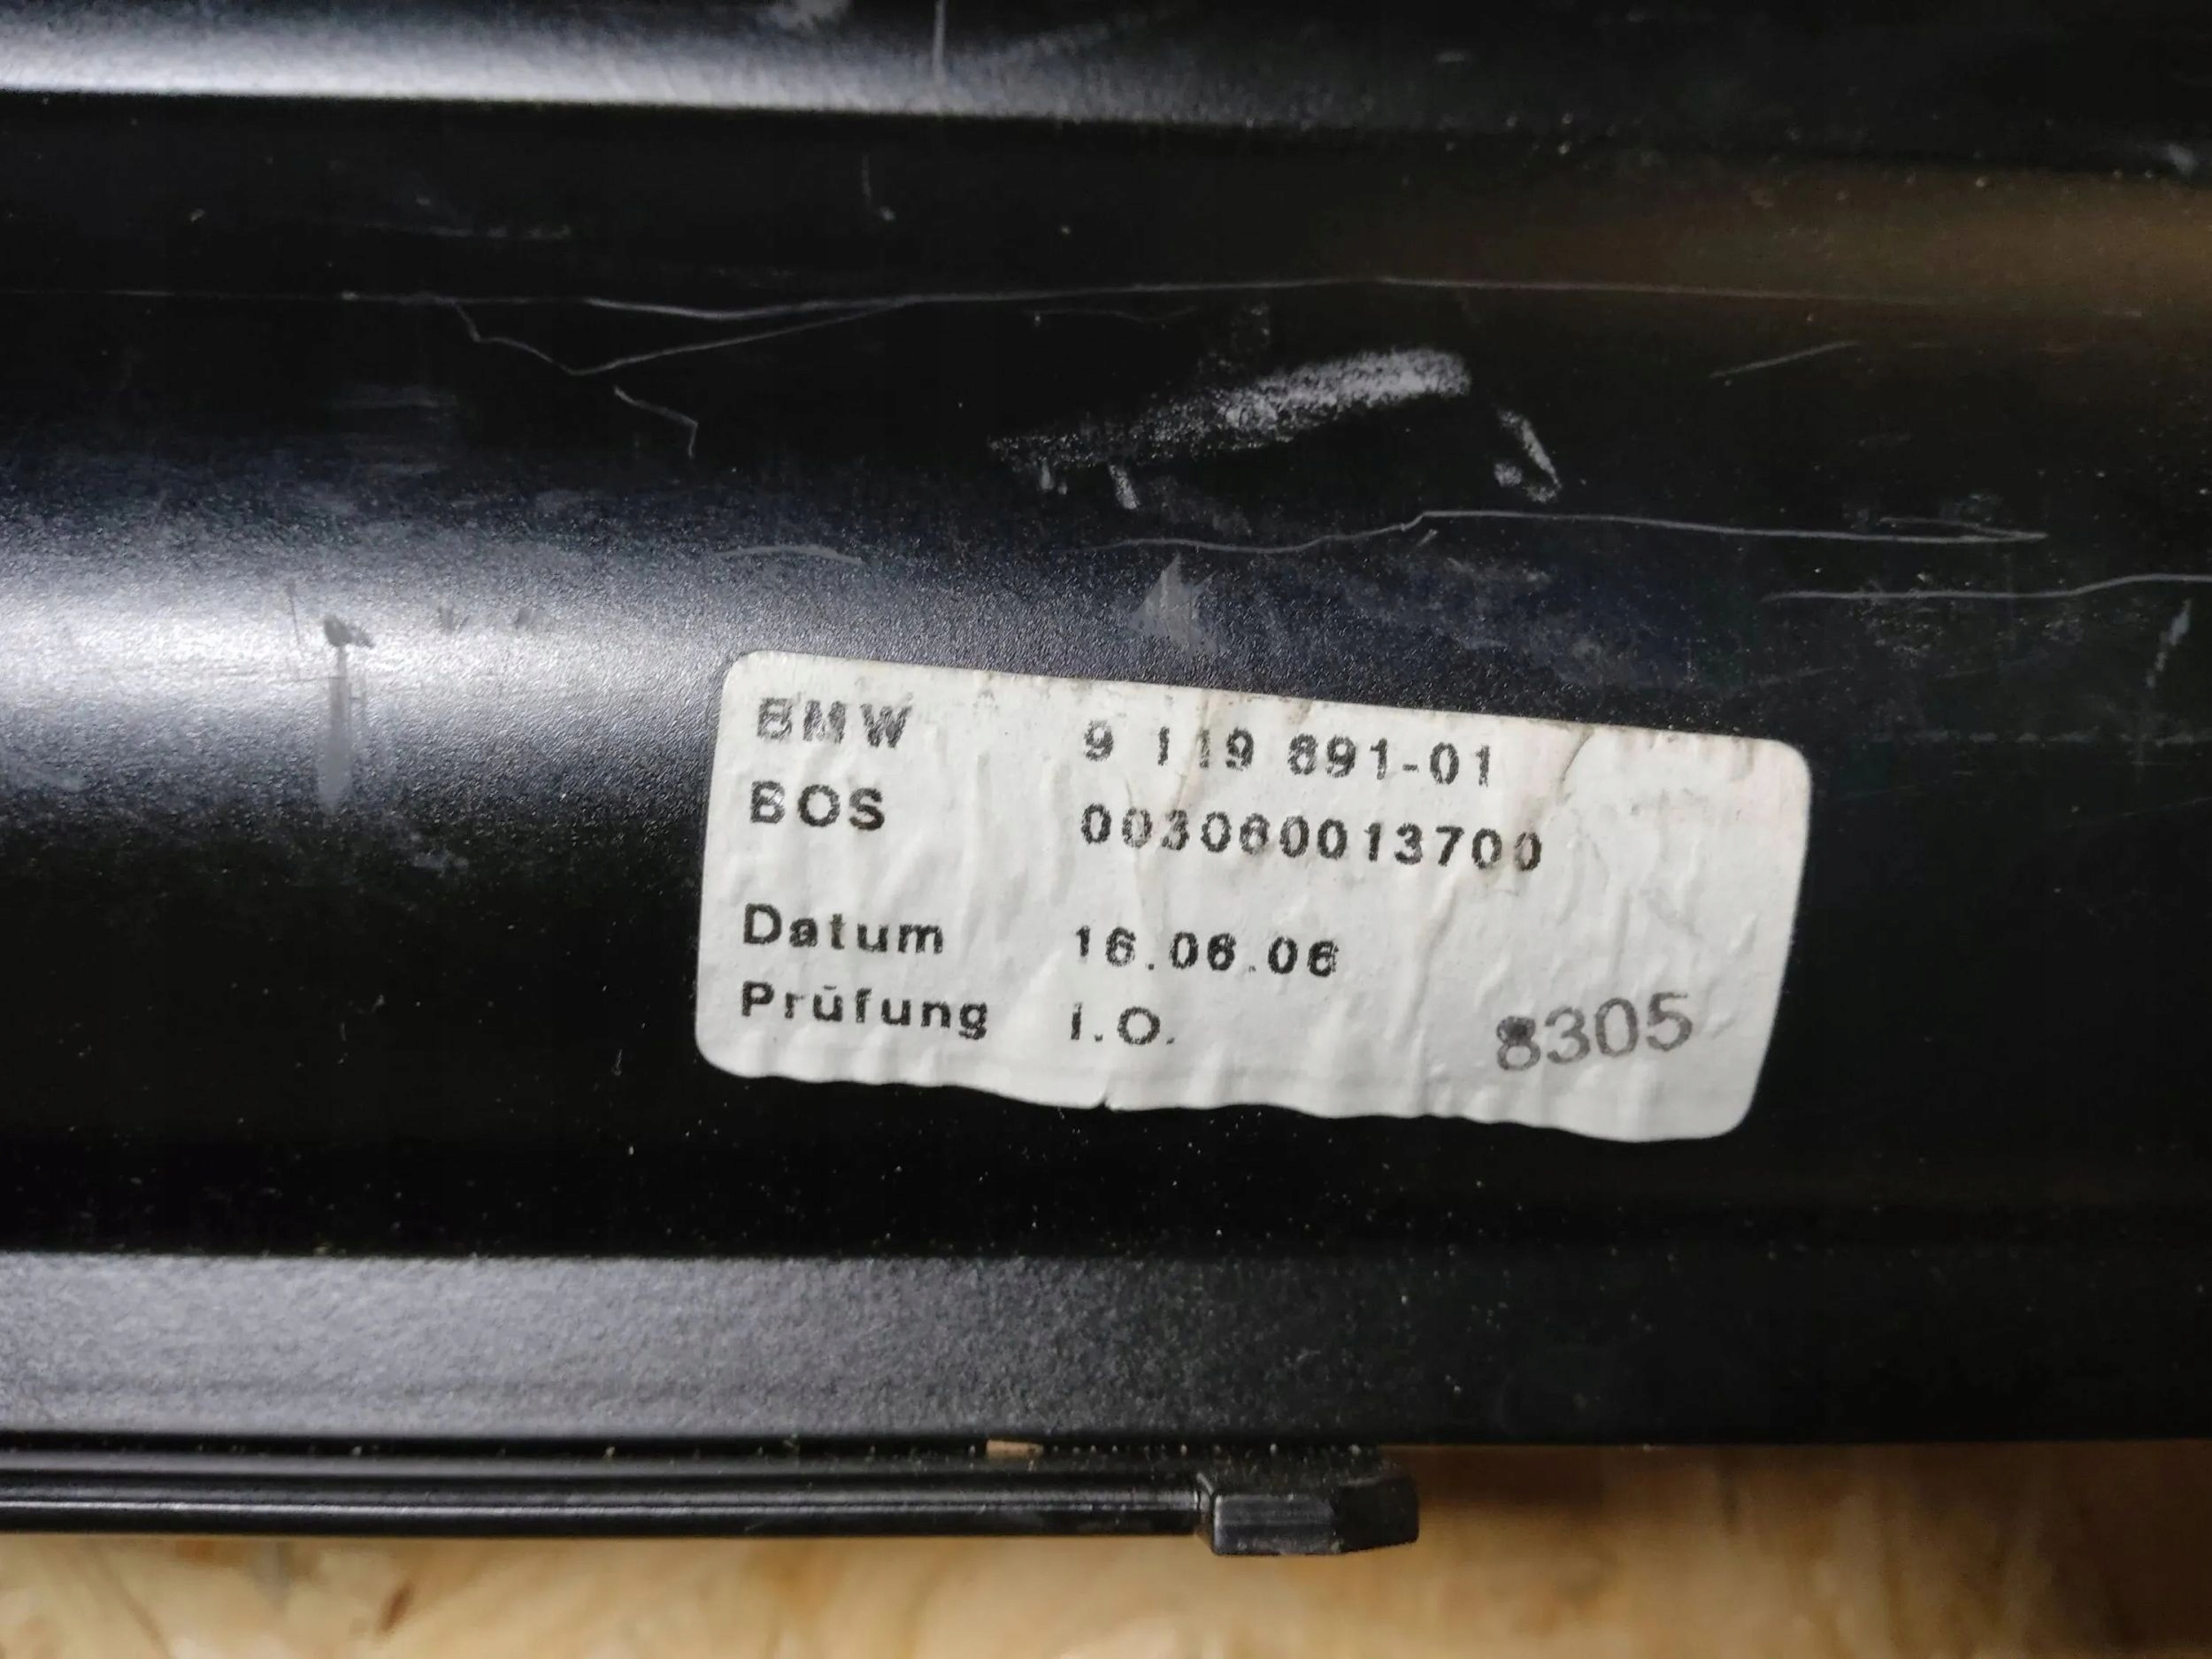 BMW 9 119 891-01
BOS 003060013700
Datum 16.06.06
Prüfung i.O. 8305